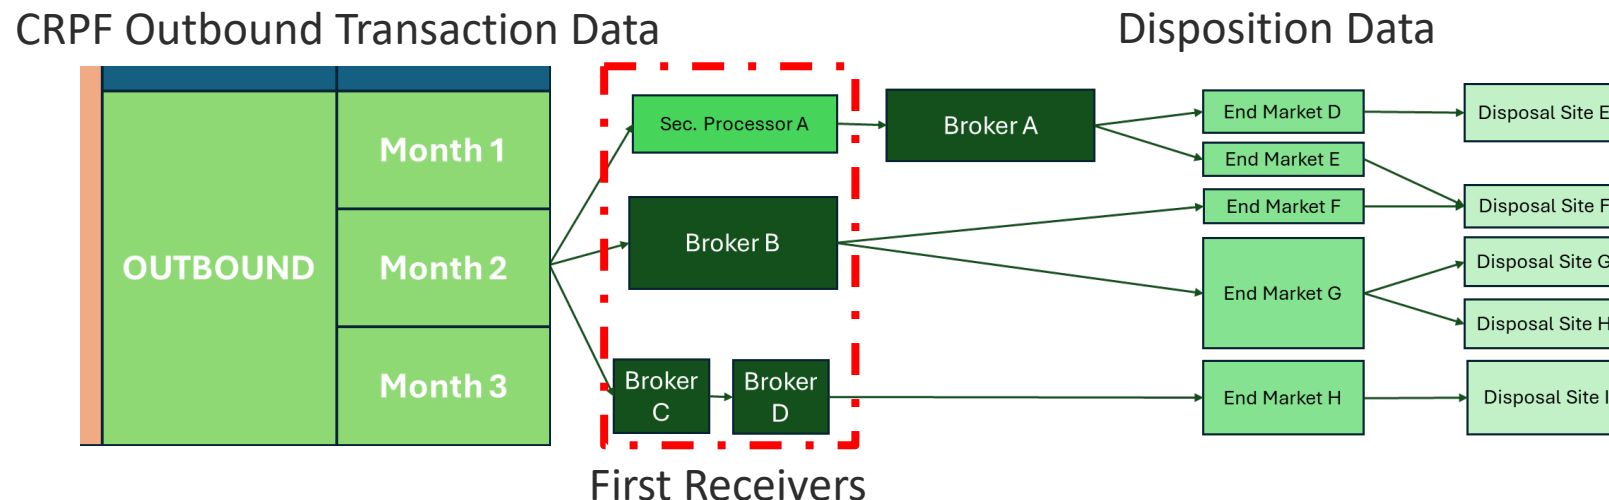 CRPF Outbound Transaction Data
Disposition Data
OUTBOUND
Month 1
Month 2
Month 3
Sec. Processor A
Broker A
Broker B
Broker
C
Broker
D
First Receivers
End Market D
End Market E
End Market F
End Market G
End Market H
Disposal Site E
Disposal Site F
Disposal Site G
Disposal Site H
Disposal Site I